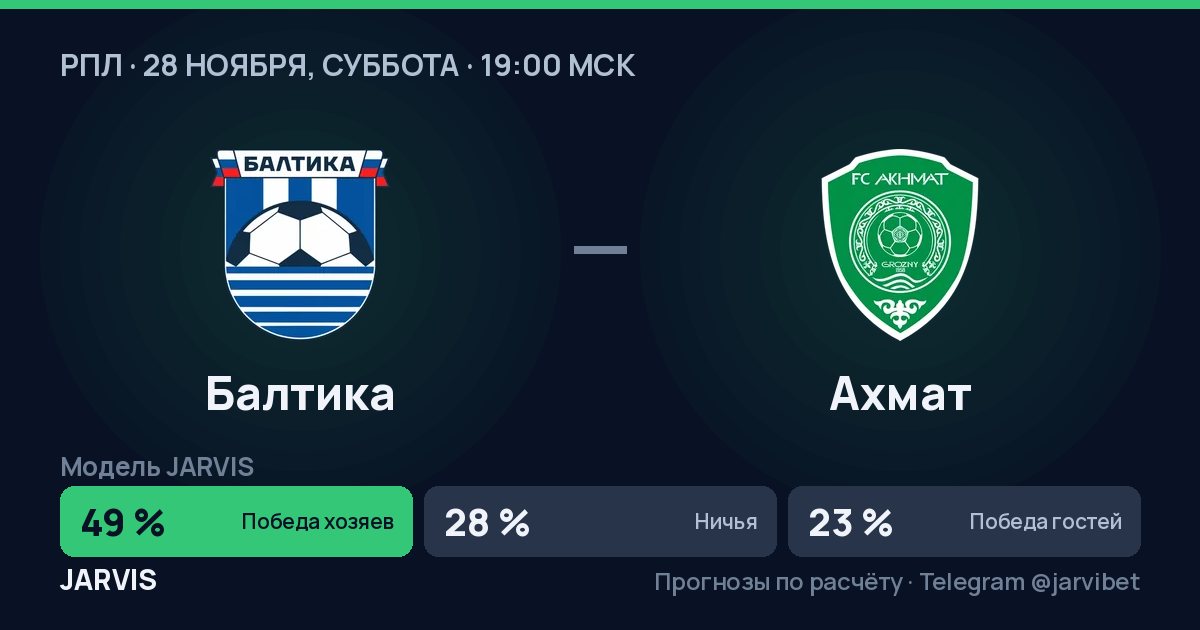 РПЛ · 28 НОЯБРЯ, СУББОТА · 19:00 МСК
БАЛТИКА
FC AKHMAT
GROZNY
Балтика
Ахмат
Модель JARVIS
49 % Победа хозяев
28 % Ничья
23 % Победа гостей
JARVIS
Прогнозы по расчёту · Telegram @jarvibet